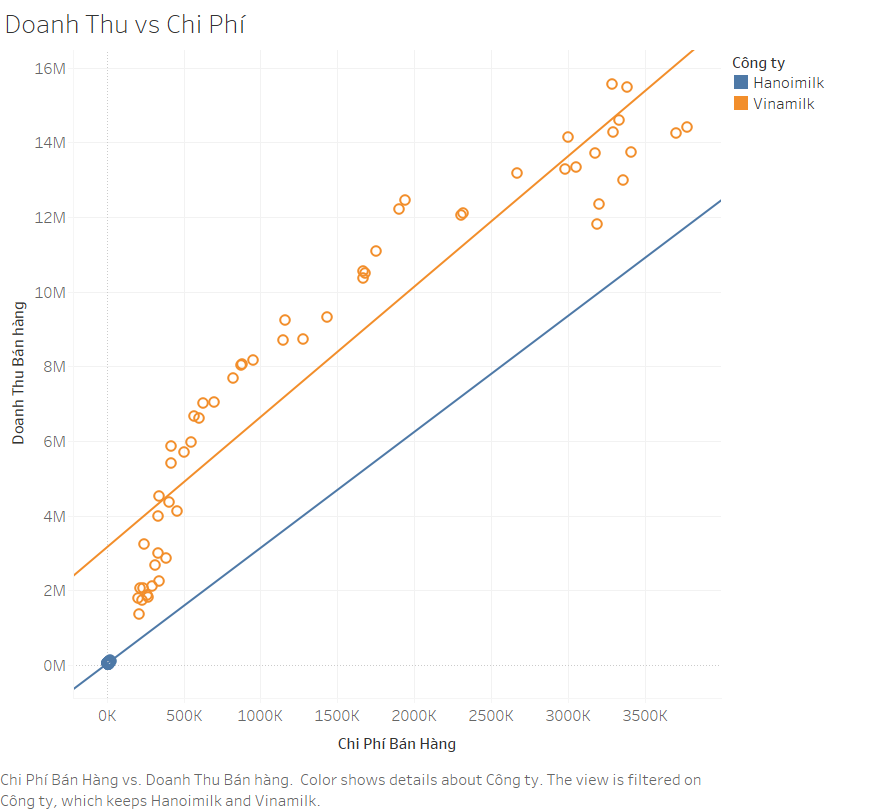 Doanh Thu vs Chi Phí
Công ty
Hanoimilk
Vinamilk
16M
14M
12M
10M
8M
6M
4M
2M
0M
Doanh Thu Bán hàng
0K 500K 1000K 1500K 2000K 2500K 3000K 3500K
Chi Phí Bán Hàng
Chi Phí Bán Hàng vs. Doanh Thu Bán hàng. Color shows details about Công ty. The view is filtered on
Công ty, which keeps Hanoimilk and Vinamilk.